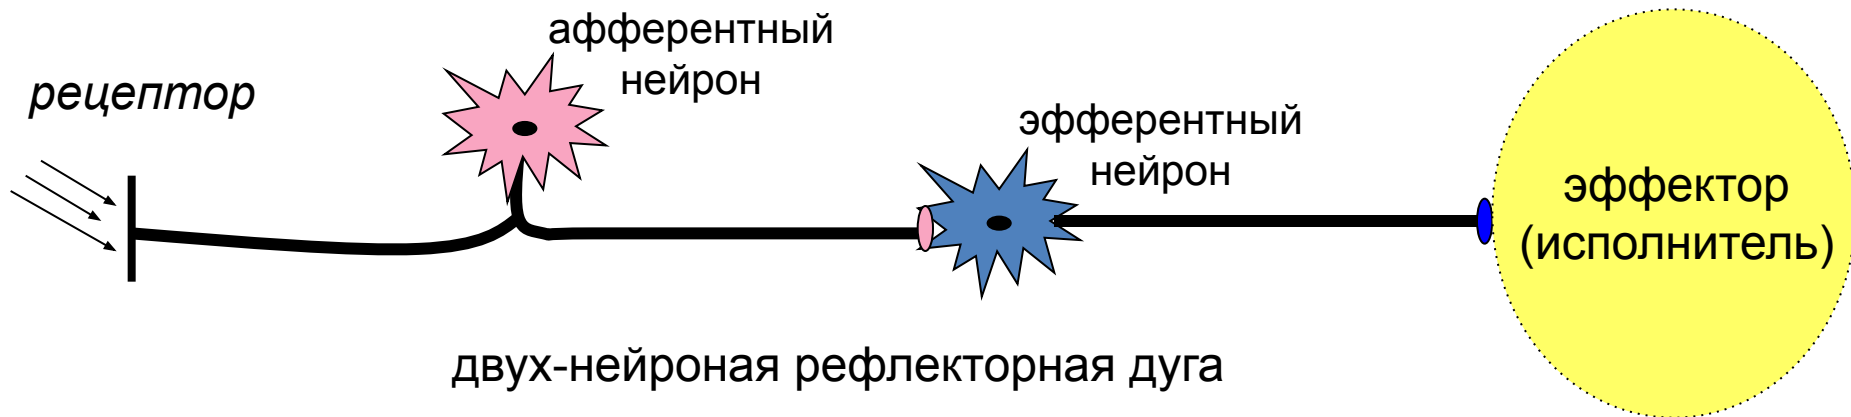 рецептор
афферентный
нейрон
эфферентный
нейрон
эффектор
(исполнитель)
двух-нейроная рефлекторная дуга